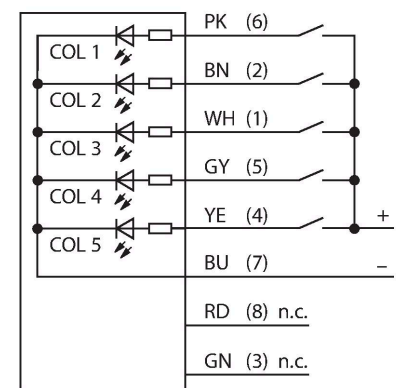 PK (6)
COL 1
BN (2)
COL 2
WH (1)
COL 3
GY (5)
COL 4
YE (4)
+
COL 5
BU (7)
–
RD (8) n.c.
GN (3) n.c.